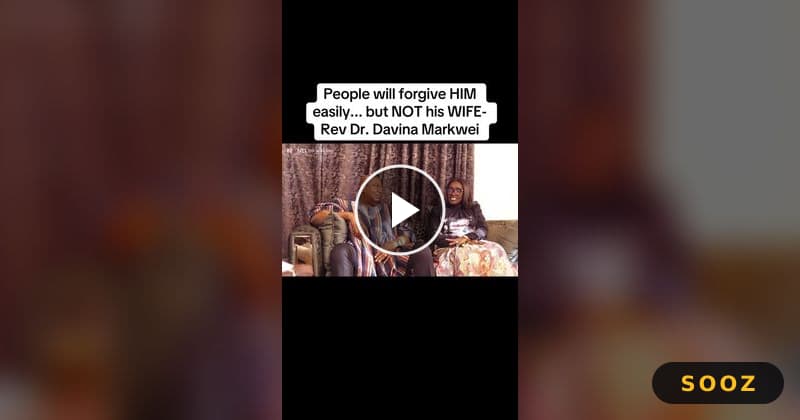 People will forgive HIM
easily... but NOT his WIFE-
Rev Dr. Davina Markwei
SOOZ